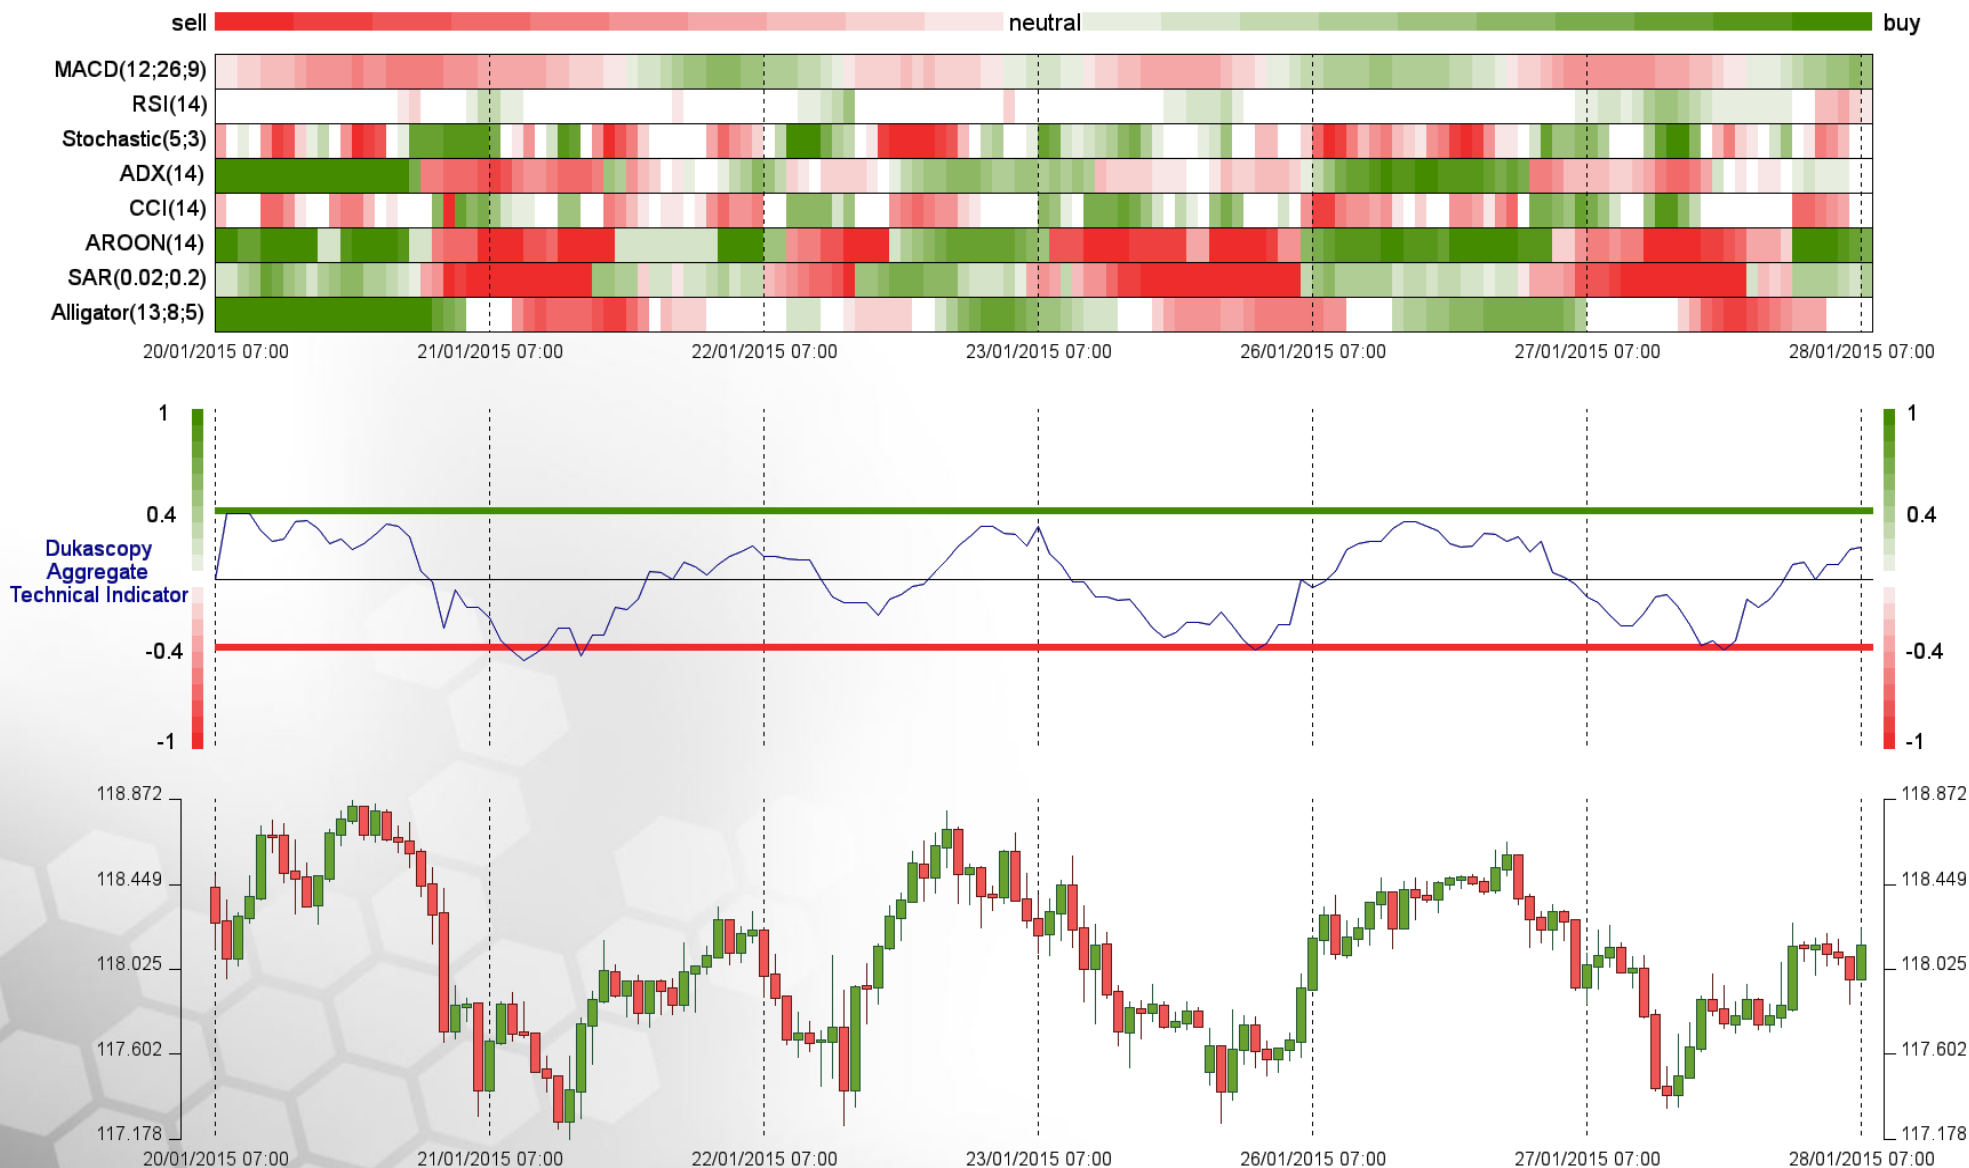 sell neutral buy
MACD(12;26;9)
RSI(14)
Stochastic(5;3)
ADX(14)
CCI(14)
AROON(14)
SAR(0.02;0.2)
Alligator(13;8;5)
20/01/2015 07:00 21/01/2015 07:00 22/01/2015 07:00 23/01/2015 07:00 26/01/2015 07:00 27/01/2015 07:00 28/01/2015 07:00
1 1
0.4 0.4
Dukascopy
Aggregate
Technical Indicator
-0.4 -0.4
-1 -1
118.872 118.872
118.449 118.449
118.025 118.025
117.602 117.602
117.178 117.178
20/01/2015 07:00 21/01/2015 07:00 22/01/2015 07:00 23/01/2015 07:00 26/01/2015 07:00 27/01/2015 07:00 28/01/2015 07:00